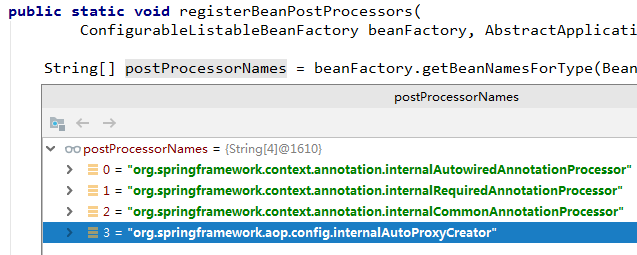 public static void registerBeanPostProcessors(
ConfigurableListableBeanFactory beanFactory, AbstractApplicati
String[] postProcessorNames = beanFactory.getBeanNamesForType(Bean
postProcessorNames
postProcessorNames = {String[4]@1610}
0 = "org.springframework.context.annotation.internalAutowiredAnnotationProcessor"
1 = "org.springframework.context.annotation.internalRequiredAnnotationProcessor"
2 = "org.springframework.context.annotation.internalCommonAnnotationProcessor"
3 = "org.springframework.aop.config.internalAutoProxyCreator"